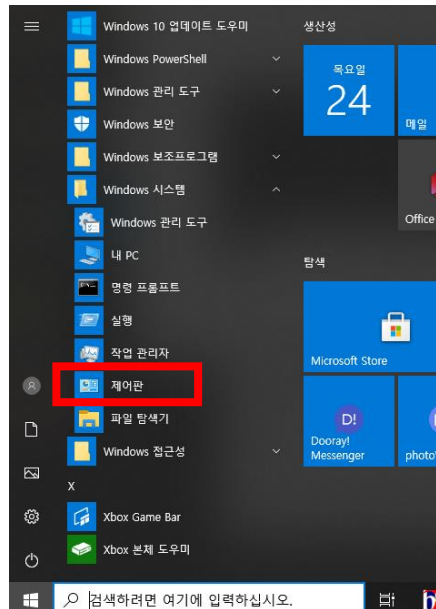 Windows 10 업데이트 도우미
Windows PowerShell
Windows 관리 도구
Windows 보안
Windows 보조프로그램
Windows 시스템
Windows 관리 도구
내 PC
명령 프롬프트
실행
작업 관리자
제어판
파일 탐색기
Windows 접근성
X
Xbox Game Bar
Xbox 본체 도우미
검색하려면 여기에 입력하십시오.
생산성
목요일
24
메일
Office
탐색
Microsoft Store
D!
Dooray!
Messenger
photo